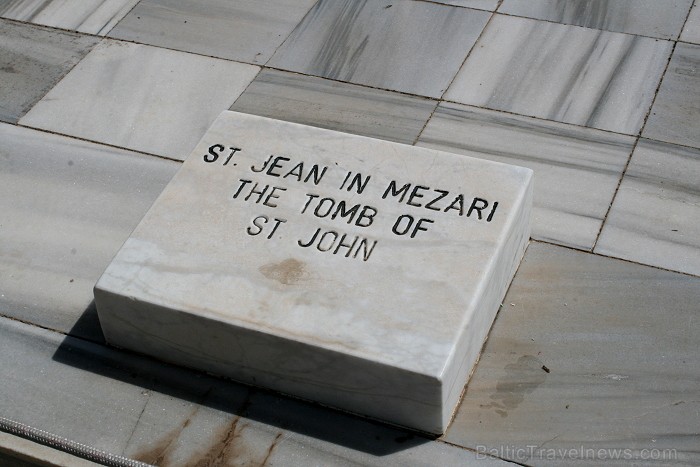 ST. JEAN IN MEZARI
THE TOMB OF
ST. JOHN
BalticTravelnews.com